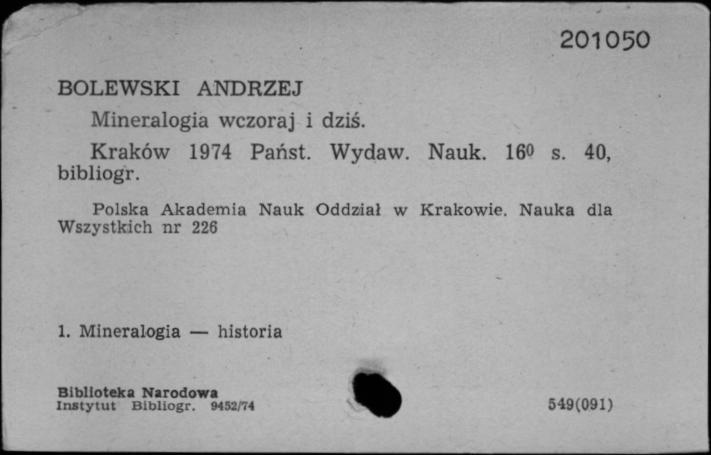 201050
BOLEWSKI ANDRZEJ
Mineralogia wczoraj i dziś.
Kraków 1974 Państ. Wydaw. Nauk. 16⁰ s. 40,
bibliogr.
Polska Akademia Nauk Oddział w Krakowie. Nauka dla
Wszystkich nr 226
1. Mineralogia — historia
Biblioteka Narodowa
Instytut Bibliogr. 9452/74
549(091)